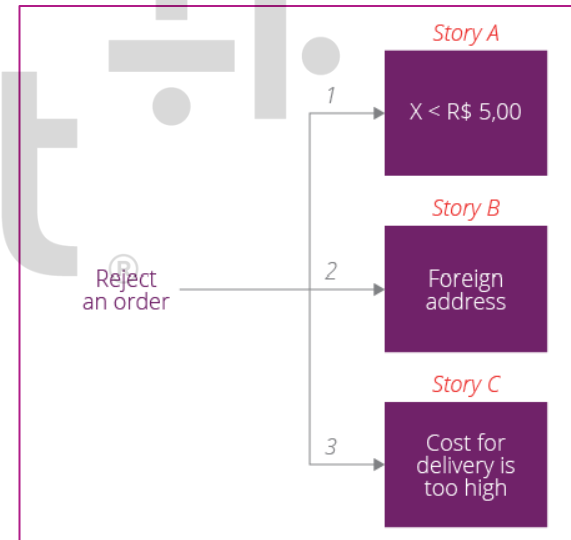 Story A
1
X < R$ 5,00
Story B
Reject
an order
2
Foreign
address
Story C
3
Cost for
delivery is
too high
t
®